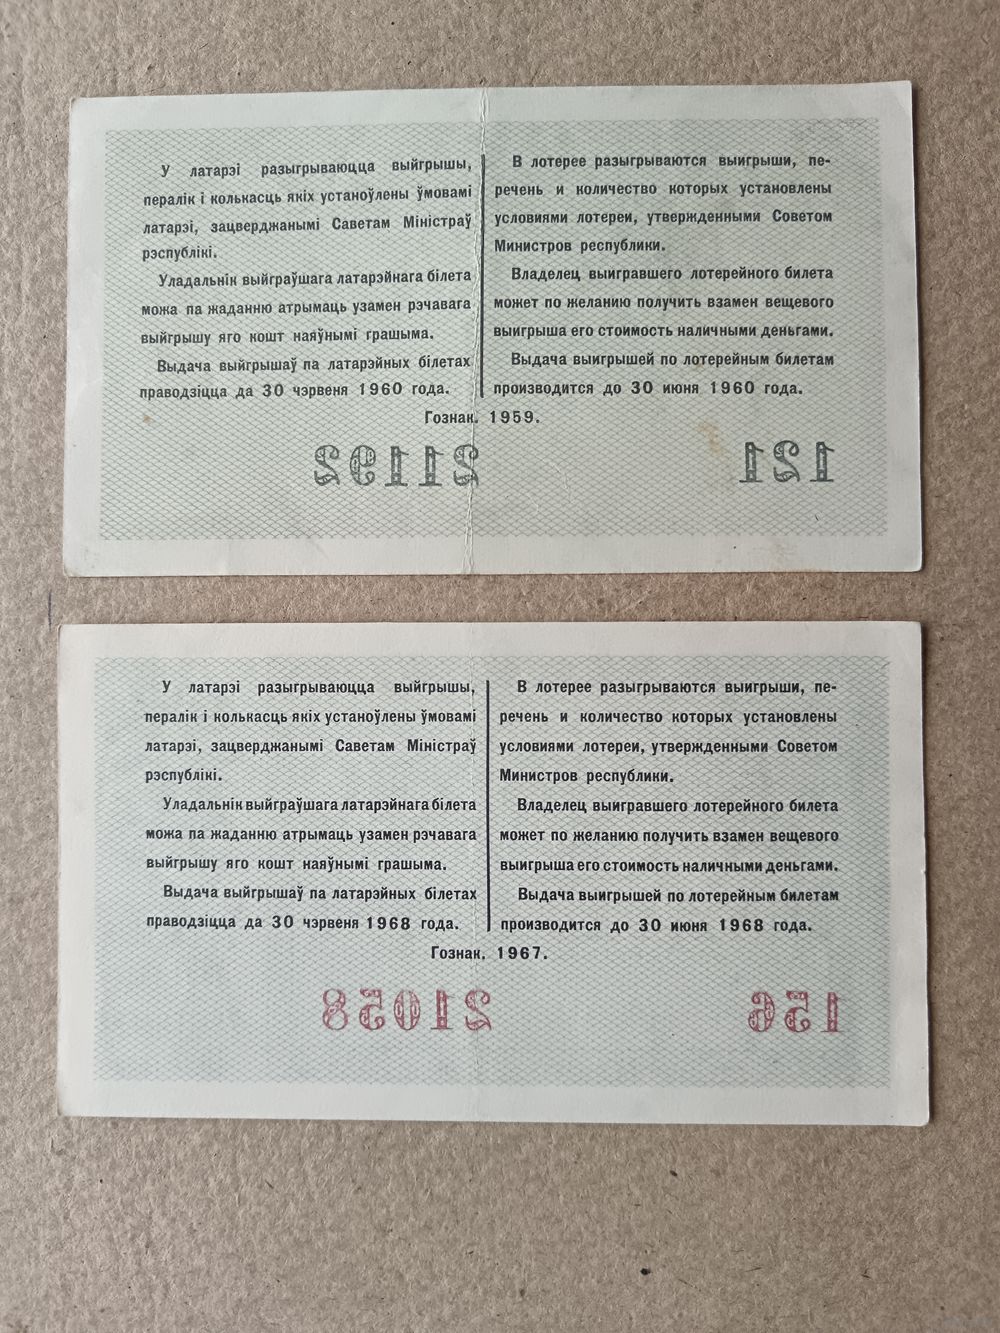 У латарэі разыгрываюцца выйгрышы,
пералік і колькасць якіх устаноўлены ўмовамі
латарэі, зацверджанымі Саветам Міністраў
рэспублікі.
Уладальнік выйграўшага латарэйнага білета
можа па жаданню атрымаць узамен рэчавага
выйгрышу яго кошт наяўнымі грашыма.
Выдача выйгрышаў па латарэйных білетах
праводзіцца да 30 чэрвеня 1960 года.
В лотерее разыгрываются выигрыши, пе-
речень и количество которых установлены
условиями лотереи, утвержденными Советом
Министров республики.
Владелец выигравшего лотерейного билета
может по желанию получить взамен вещевого
выигрыша его стоимость наличными деньгами.
Выдача выигрышей по лотерейным билетам
производится до 30 июня 1960 года.
Гознак. 1959.
21192
121
У латарэі разыгрываюцца выйгрышы,
пералік і колькасць якіх устаноўлены ўмовамі
латарэі, зацверджанымі Саветам Міністраў
рэспублікі.
Уладальнік выйграўшага латарэйнага білета
можа па жаданню атрымаць узамен рэчавага
выйгрышу яго кошт наяўнымі грашыма.
Выдача выйгрышаў па латарэйных білетах
праводзіцца да 30 чэрвеня 1968 года.
В лотерее разыгрываются выигрыши, пе-
речень и количество которых установлены
условиями лотереи, утвержденными Советом
Министров республики.
Владелец выигравшего лотерейного билета
может по желанию получить взамен вещевого
выигрыша его стоимость наличными деньгами.
Выдача выигрышей по лотерейным билетам
производится до 30 июня 1968 года.
Гознак. 1967.
21058
156